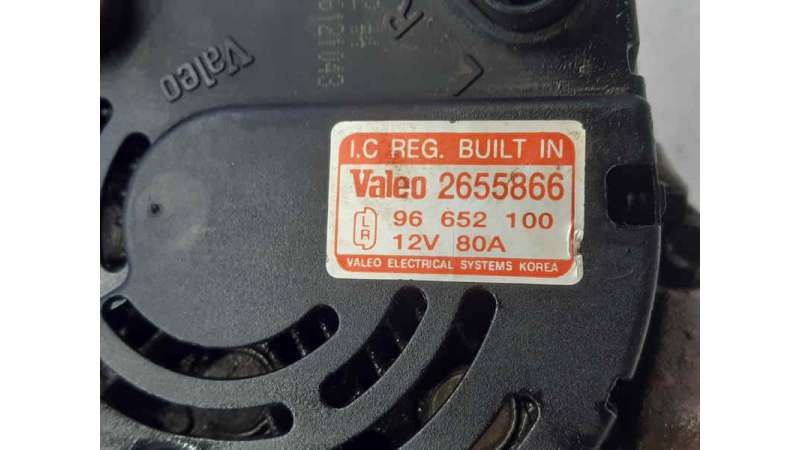 Valeo
L R
I.C REG. BUILT IN
Valeo 2655866
L R 96 652 100
12V 80A
VALEO ELECTRICAL SYSTEMS KOREA